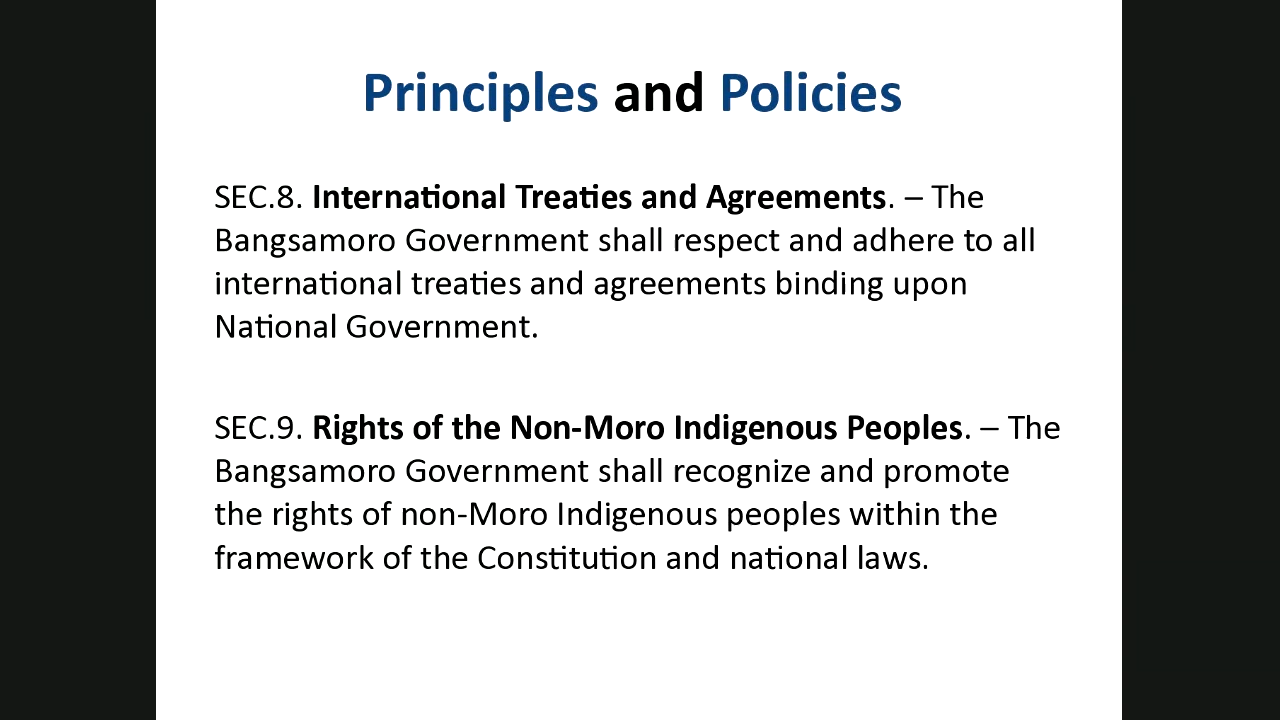 Principles and Policies
SEC.8. International Treaties and Agreements. – The
Bangsamoro Government shall respect and adhere to all
international treaties and agreements binding upon
National Government.
SEC.9. Rights of the Non-Moro Indigenous Peoples. – The
Bangsamoro Government shall recognize and promote
the rights of non-Moro Indigenous peoples within the
framework of the Constitution and national laws.